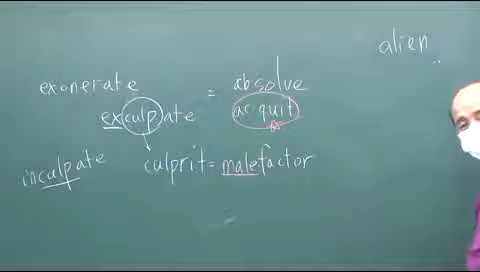 alien
exonerate = absolve
exculpate acquit
inculpate culprit = malefactor